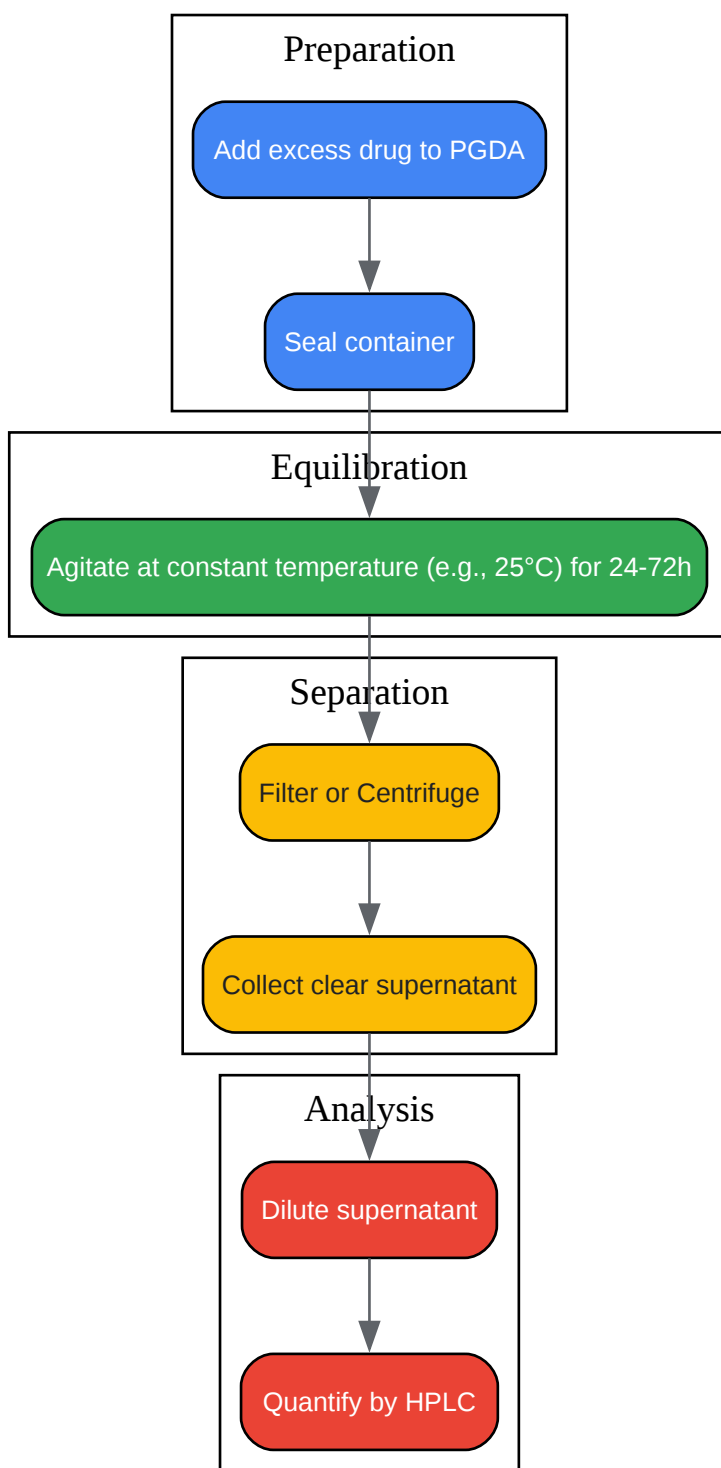 Preparation
Add excess drug to PGDA
Seal container
Equilibration
Agitate at constant temperature (e.g., 25°C) for 24-72h
Separation
Filter or Centrifuge
Collect clear supernatant
Analysis
Dilute supernatant
Quantify by HPLC